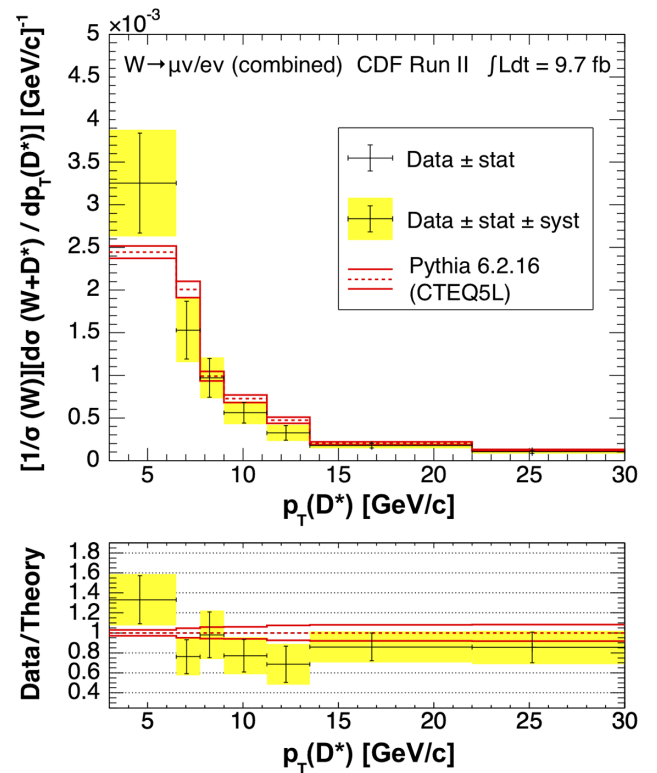 ×10⁻³
W→μν/eν (combined) CDF Run II ∫Ldt = 9.7 fb
[1/σ (W)][dσ (W+D*) / dp_T(D*)] [GeV/c]⁻¹
5
4.5
4
3.5
3
2.5
2
1.5
1
0.5
0
Data ± stat
Data ± stat ± syst
Pythia 6.2.16
(CTEQ5L)
5 10 15 20 25 30
p_T(D*) [GeV/c]
Data/Theory
1.8
1.6
1.4
1.2
1
0.8
0.6
0.4
5 10 15 20 25 30
p_T(D*) [GeV/c]